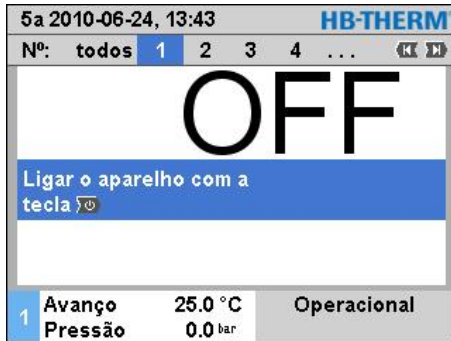 5a 2010-06-24, 13:43 HB-THERM
Nº: todos 1 2 3 4 ...
OFF
Ligar o aparelho com a
tecla
1 Avanço 25.0 °C Operacional
Pressão 0.0 bar